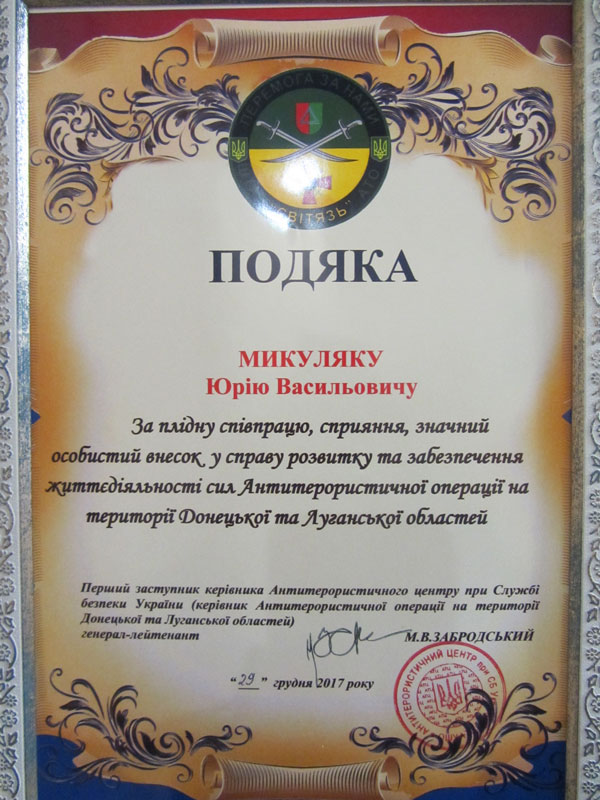 ПЕРЕМОГА ЗА НАМИ
АТО
"СВІТЯЗЬ"
ПОДЯКА
МИКУЛЯКУ
Юрію Васильовичу
За плідну співпрацю, сприяння, значний
особистий внесок у справу розвитку та забезпечення
життєдіяльності сил Антитерористичної операції на
території Донецької та Луганської областей
Перший заступник керівника Антитерористичного центру при Службі
безпеки України (керівник Антитерористичної операції на території
Донецької та Луганської областей)
генерал-лейтенант М.В.ЗАБРОДСЬКИЙ
"29" грудня 2017 року
АНТИТЕРОРИСТИЧНИЙ ЦЕНТР при СБ